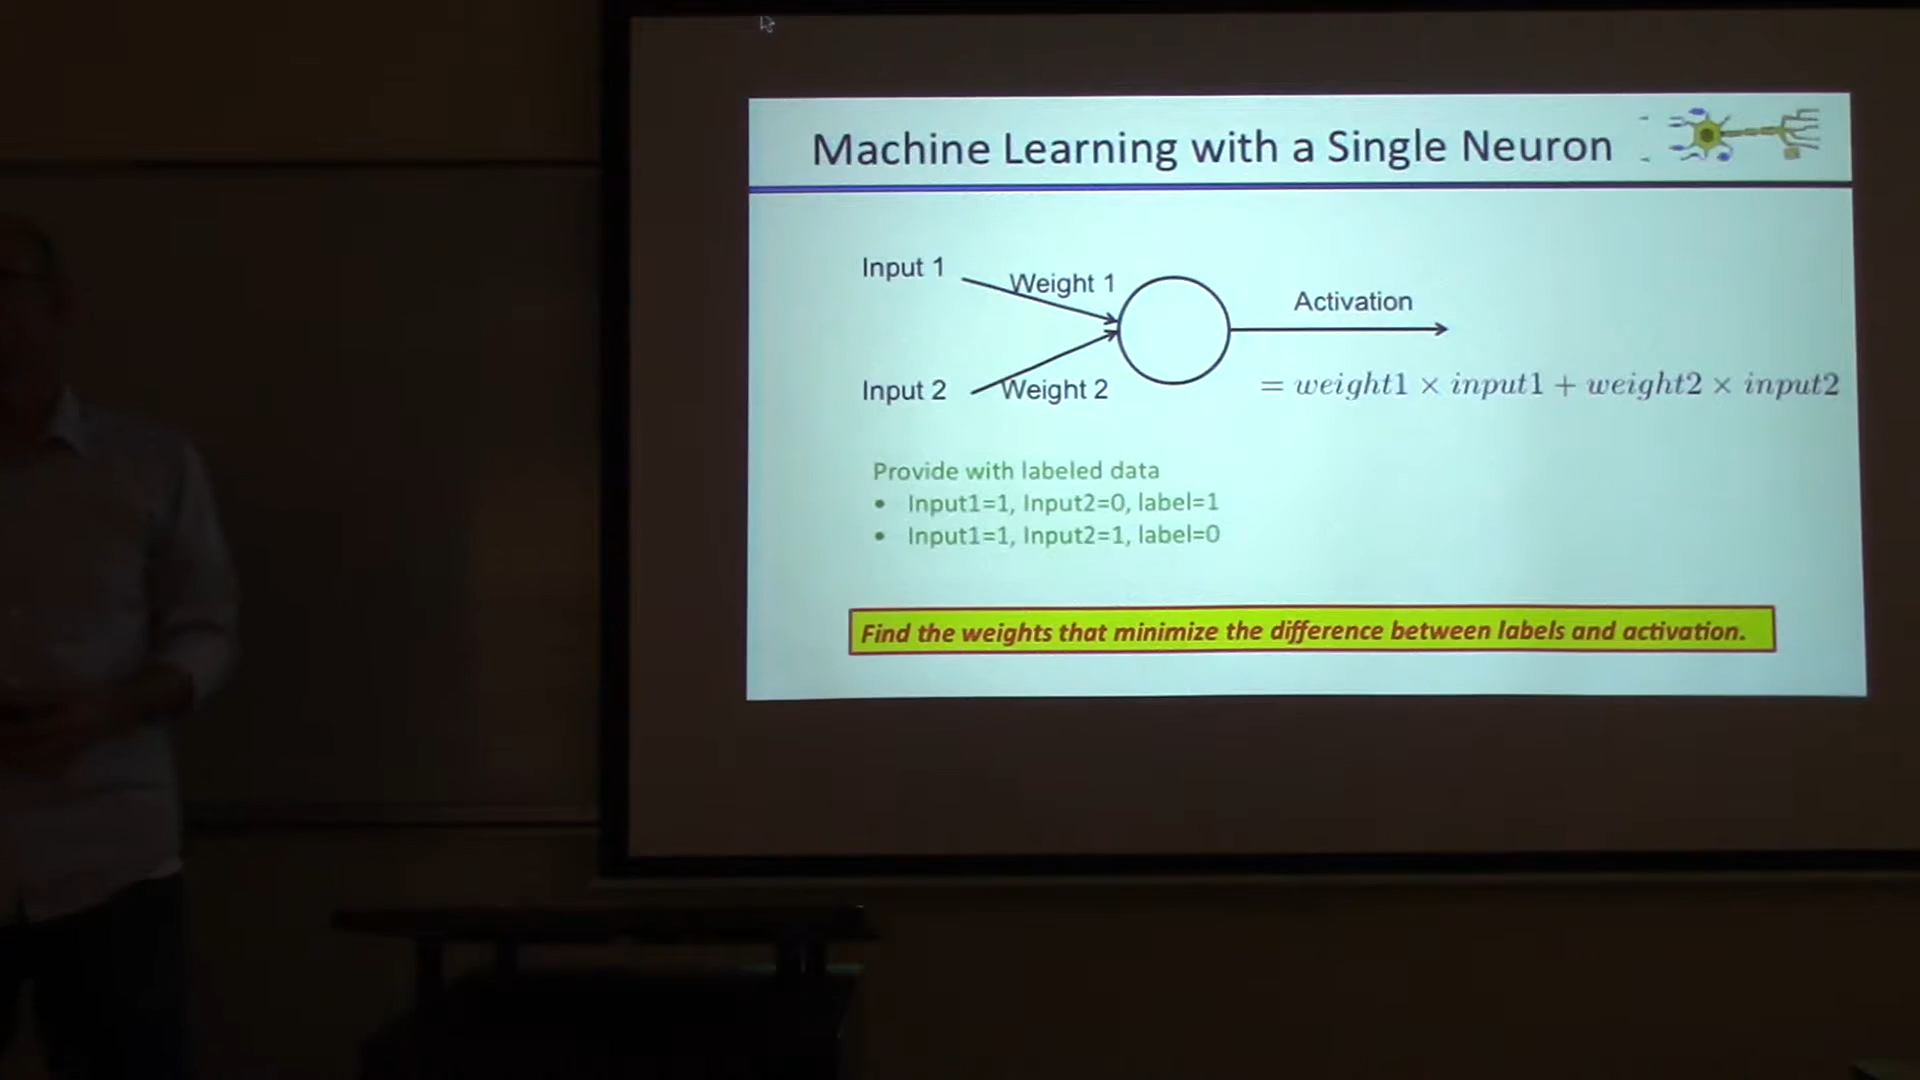 Machine Learning with a Single Neuron
Input 1
Weight 1
Activation
Input 2
Weight 2
= weight1 × input1 + weight2 × input2
Provide with labeled data
• Input1=1, Input2=0, label=1
• Input1=1, Input2=1, label=0
Find the weights that minimize the difference between labels and activation.